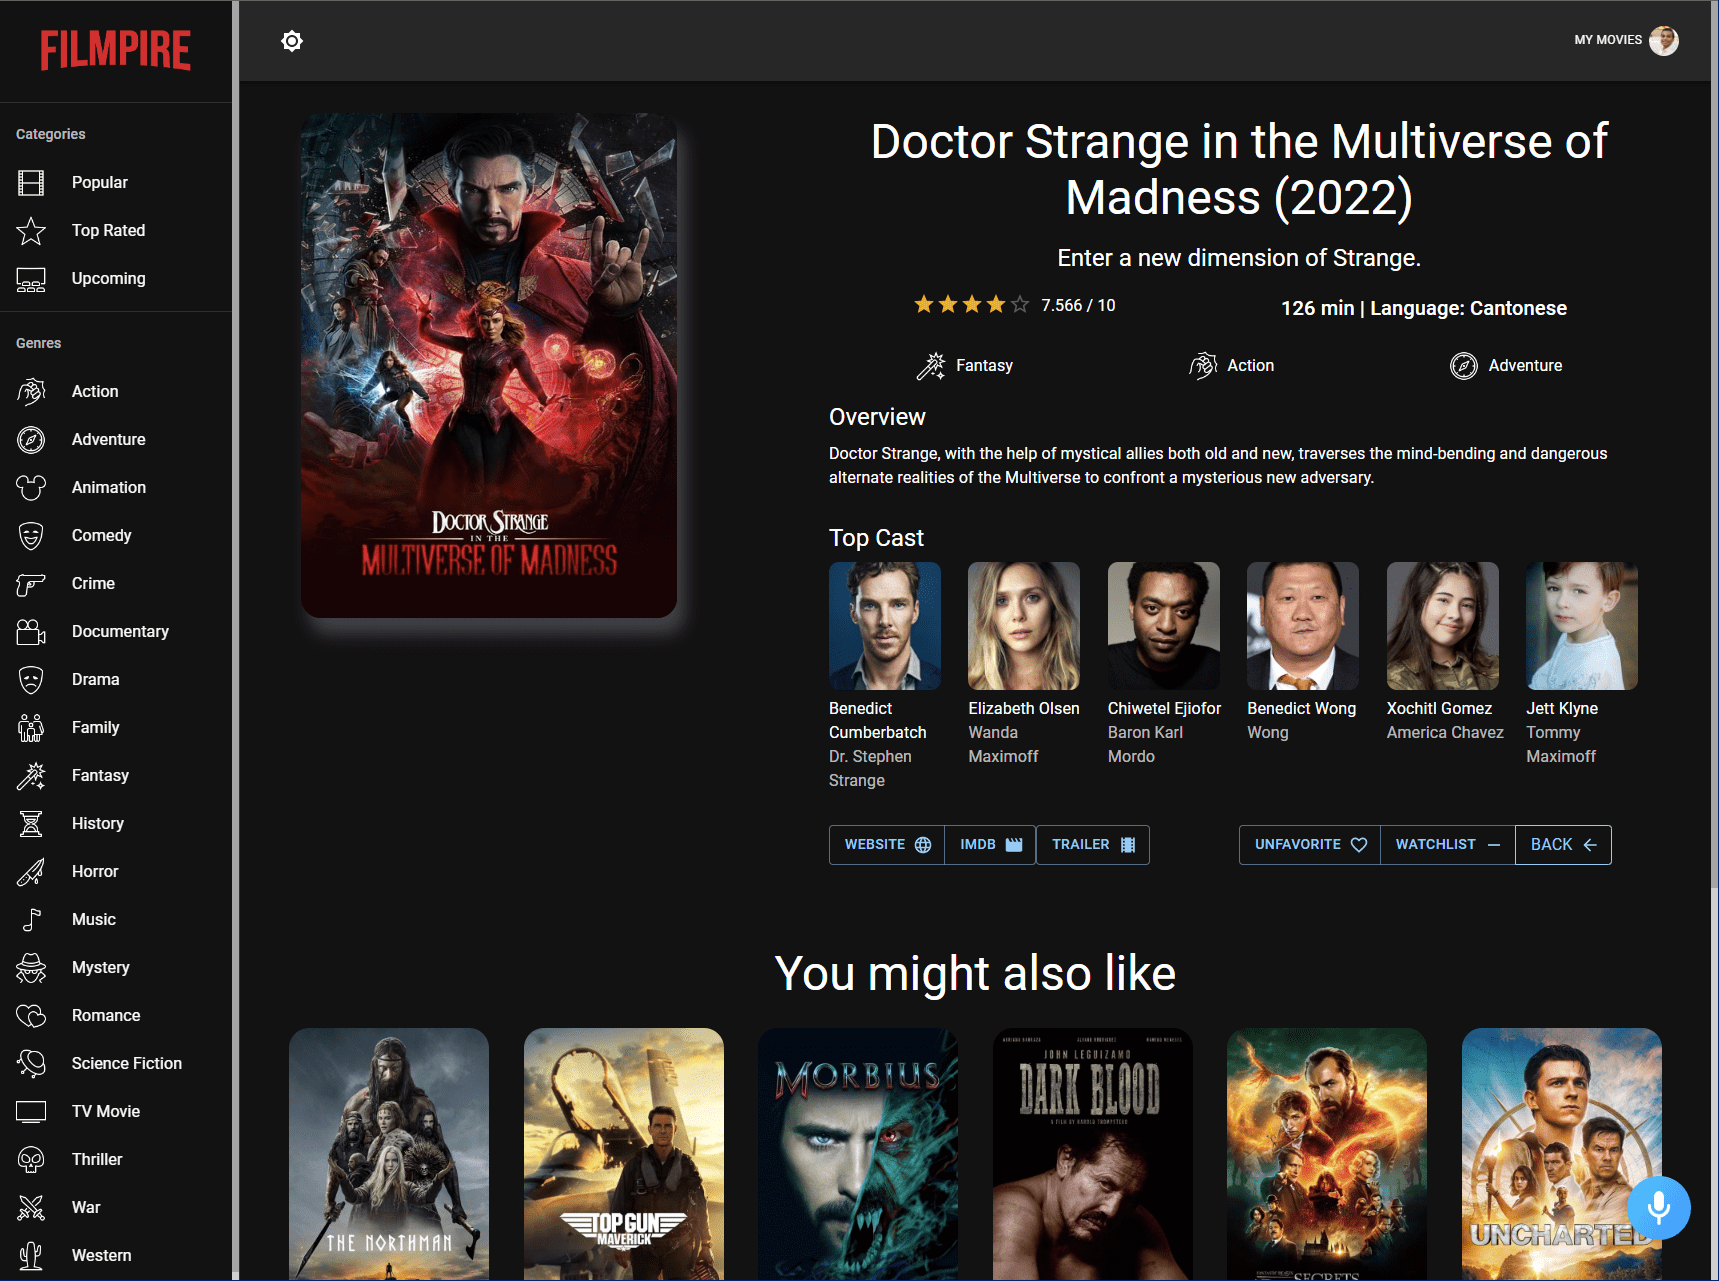 FILMPIRE
Categories
Popular
Top Rated
Upcoming
Genres
Action
Adventure
Animation
Comedy
Crime
Documentary
Drama
Family
Fantasy
History
Horror
Music
Mystery
Romance
Science Fiction
TV Movie
Thriller
War
Western
MY MOVIES
DOCTOR STRANGE
IN THE
MULTIVERSE OF MADNESS
Doctor Strange in the Multiverse of
Madness (2022)
Enter a new dimension of Strange.
7.566 / 10
126 min | Language: Cantonese
Fantasy
Action
Adventure
Overview
Doctor Strange, with the help of mystical allies both old and new, traverses the mind-bending and dangerous
alternate realities of the Multiverse to confront a mysterious new adversary.
Top Cast
Benedict
Cumberbatch
Dr. Stephen
Strange
Elizabeth Olsen
Wanda
Maximoff
Chiwetel Ejiofor
Baron Karl
Mordo
Benedict Wong
Wong
Xochitl Gomez
America Chavez
Jett Klyne
Tommy
Maximoff
WEBSITE
IMDB
TRAILER
UNFAVORITE
WATCHLIST
BACK
You might also like
THE NORTHMAN
TOP GUN
MAVERICK
MORBIUS
JOHN LEGUIZAMO
DARK BLOOD
SECRETS
UNCHARTED